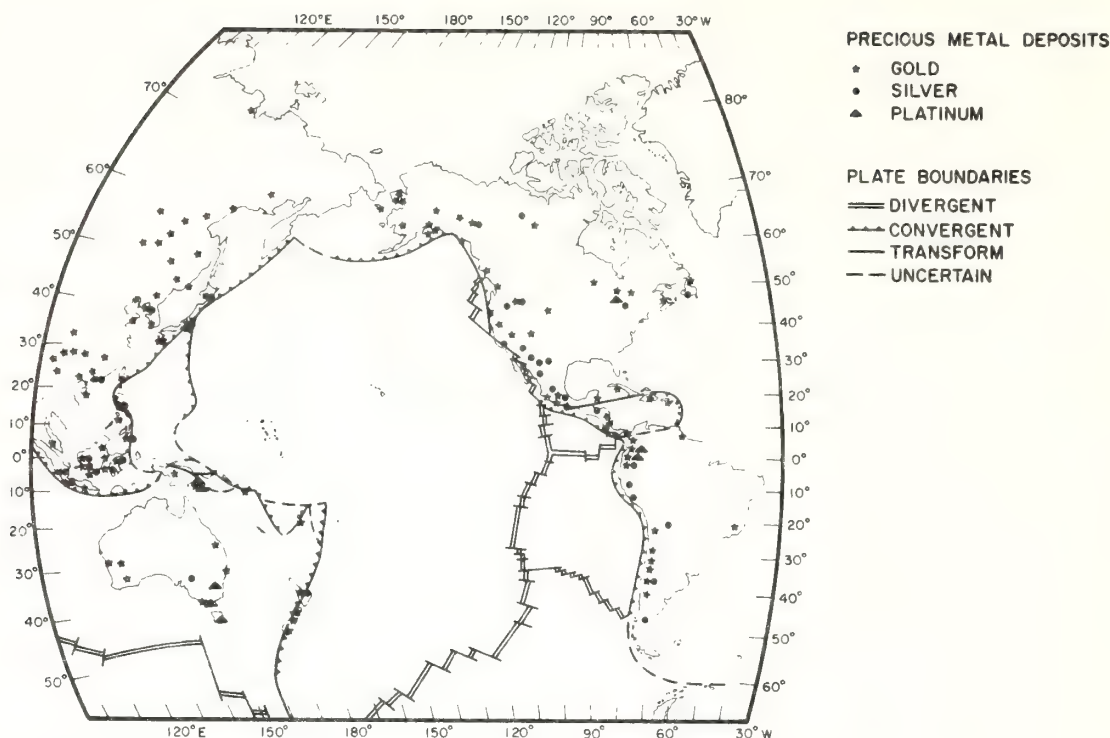 120°E 150° 180° 150° 120° 90° 60° 30°W
70°
60°
50°
40°
30°
20°
10°
0°
10°
20°
30°
40°
50°
80°
70°
60°
50°
40°
30°
20°
10°
0°
10°
20°
30°
40°
50°
60°
120°E 150° 180° 150° 120° 90° 60° 30°W
PRECIOUS METAL DEPOSITS
GOLD
SILVER
PLATINUM
PLATE BOUNDARIES
DIVERGENT
CONVERGENT
TRANSFORM
UNCERTAIN